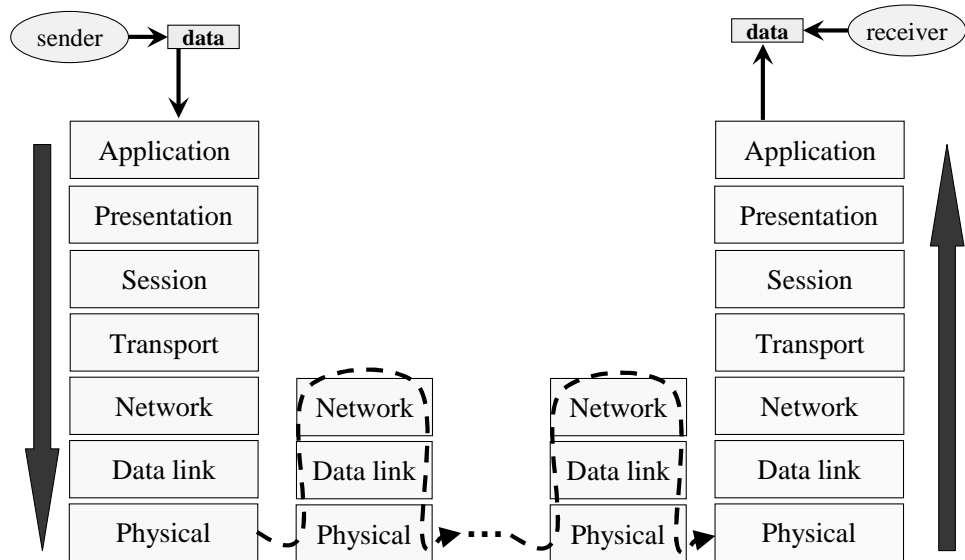 sender
data
data
receiver
Application
Application
Presentation
Presentation
Session
Session
Transport
Transport
Network
Network
Network
Network
Data link
Data link
Data link
Data link
Physical
Physical
Physical
Physical